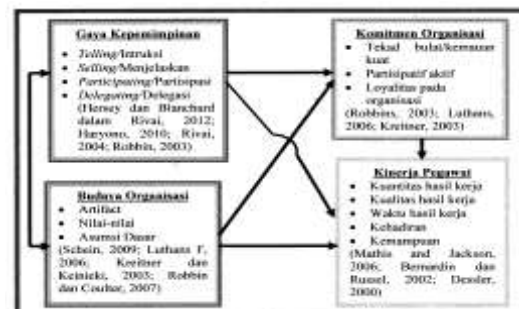 Gaya Kepemimpinan
• Telling/Intruksi
• Selling/Menjelaskan
• Participating/Partisipasi
• Delegating/Delegasi
(Hersey dan Blanchard
dalam Rivai, 2012;
Haryono, 2010; Rivai,
2004; Robbin, 2003)
Budaya Organisasi
• Artifact
• Nilai-nilai
• Asumsi Dasar
(Schein, 2009; Luthans F,
2006; Kreitner dan
Keinicki, 2003; Robbin
dan Coulter, 2007)
Komitmen Organisasi
• Tekad bulat/kemauan
kuat
• Partisipatif aktif
• Loyalitas pada
organisasi
(Robbins, 2003; Luthans,
2006; Kreitner, 2003)
Kinerja Pegawai
• Kuantitas hasil kerja
• Kualitas hasil kerja
• Waktu hasil kerja
• Kehadiran
• Kemampuan
(Mathis and Jackson,
2006; Bernardin dan
Russel, 2002; Dessler,
2000)